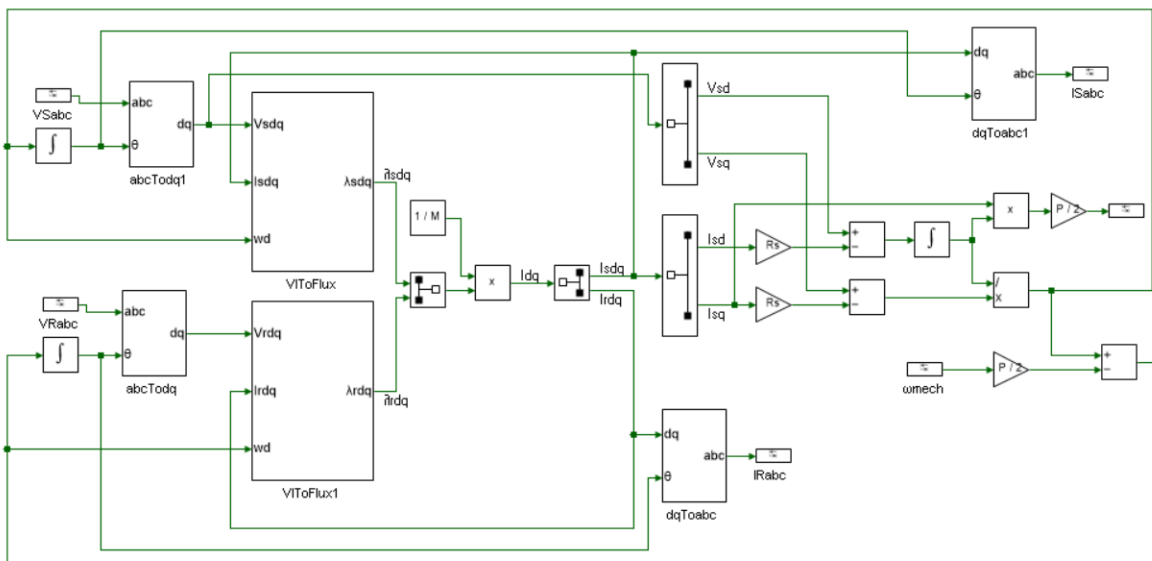 VSabc
∫
abc
θ
dq
abcTodq1
Vsdq
Isdq
wd
λsdq
VIToFlux
λsdq
1 / M
x
Idq
Isdq
Irdq
VRabc
∫
abc
θ
dq
abcTodq
Vrdq
Irdq
wd
λrdq
VIToFlux1
λrdq
Vsd
Vsq
Isd
Isq
Rs
Rs
+
−
+
−
∫
x
P / 2
/
x
dq
θ
abc
dqToabc1
ISabc
ωmech
P / 2
+
−
dq
θ
abc
dqToabc
IRabc